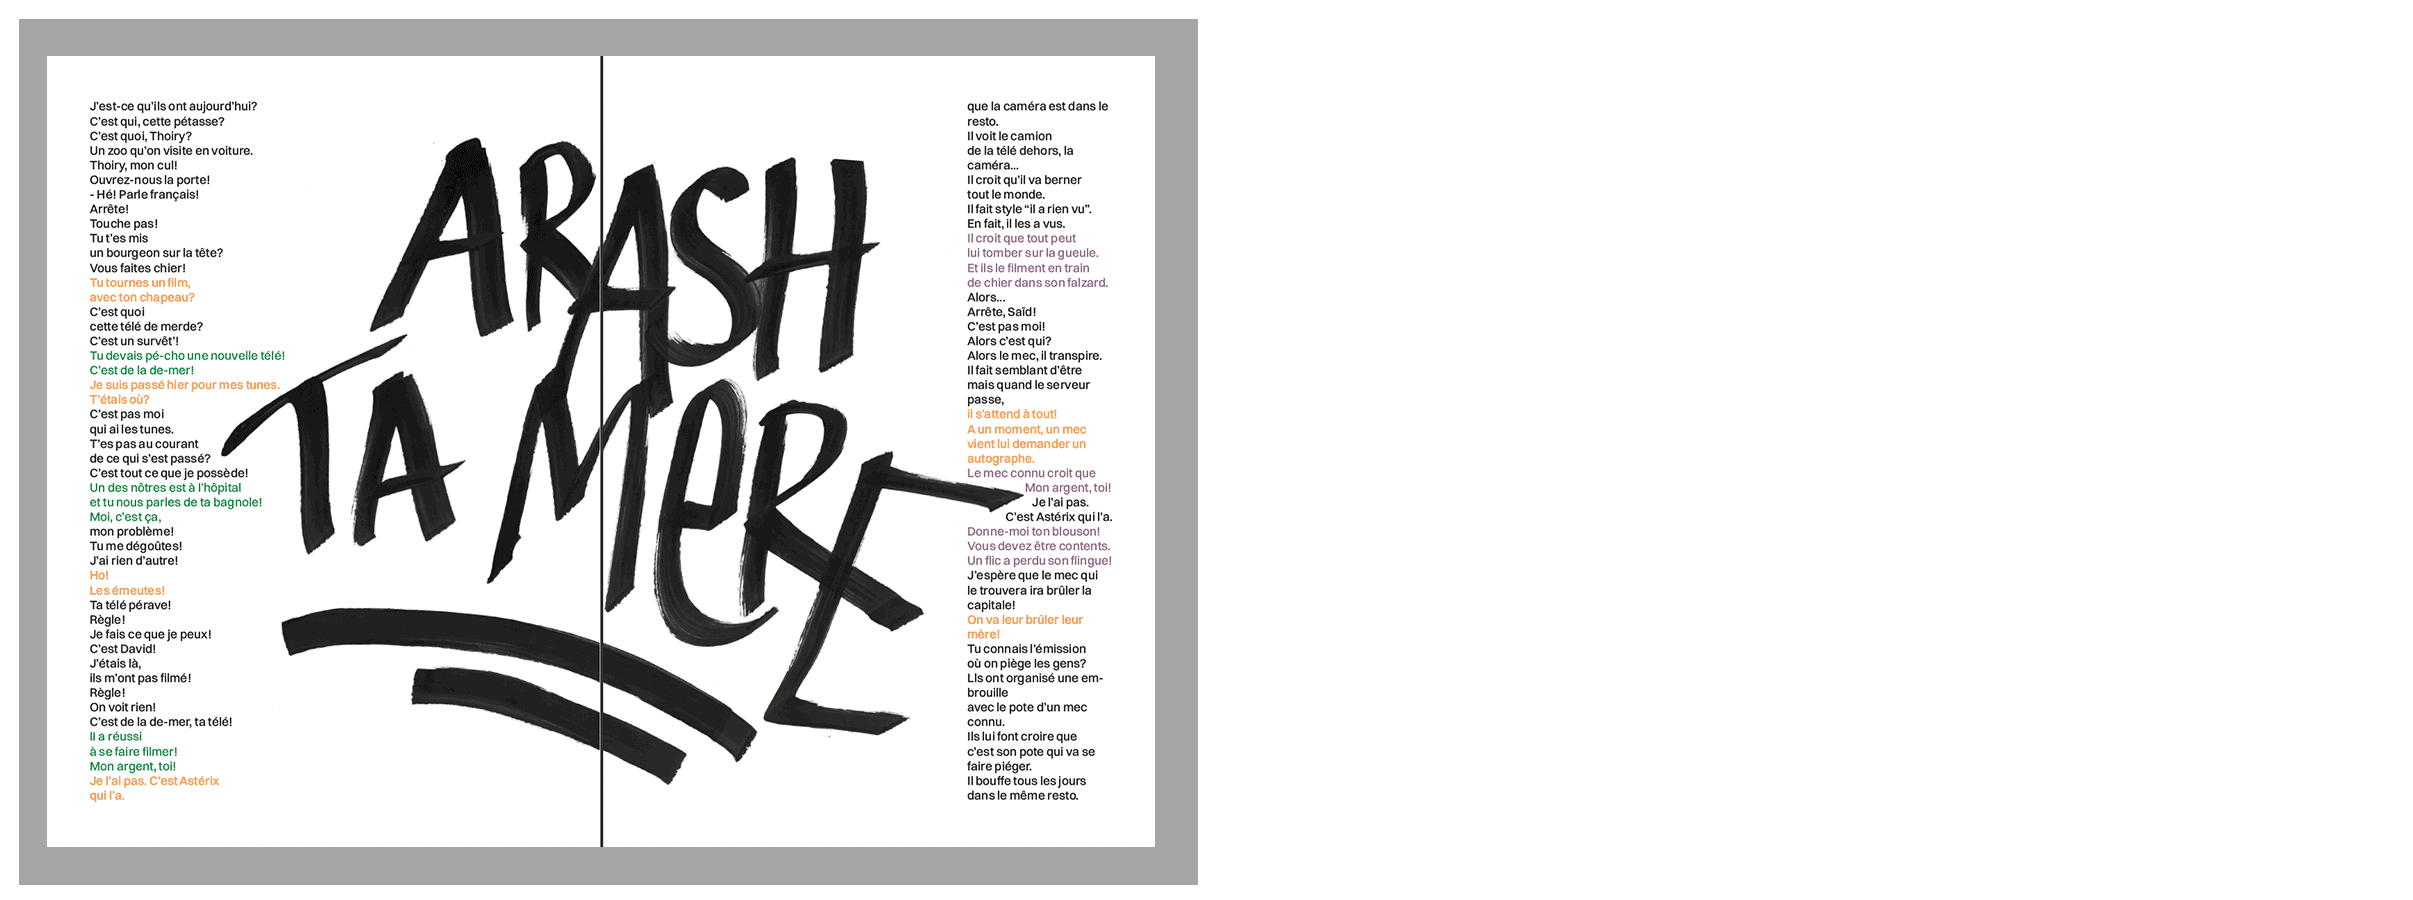 J'est-ce qu'ils ont aujourd'hui?
C'est qui, cette pétasse?
C'est quoi, Thoiry?
Un zoo qu'on visite en voiture.
Thoiry, mon cul!
Ouvrez-nous la porte!
- Hé! Parle français!
Arrête!
Touche pas!
Tu t'es mis
un bourgeon sur la tête?
Vous faites chier!
Tu tournes un film,
avec ton chapeau?
C'est quoi
cette télé de merde?
C'est un survêt'!
Tu devais pé-cho une nouvelle télé!
C'est de la de-mer!
Je suis passé hier pour mes tunes.
T'étais où?
C'est pas moi
qui ai les tunes.
T'es pas au courant
de ce qui s'est passé?
C'est tout ce que je possède!
Un des nôtres est à l'hôpital
et tu nous parles de ta bagnole!
Moi, c'est ça,
mon problème!
Tu me dégoûtes!
J'ai rien d'autre!
Ho!
Les émeutes!
Ta télé pérave!
Règle!
Je fais ce que je peux!
C'est David!
J'étais là,
ils m'ont pas filmé!
Règle!
On voit rien!
C'est de la de-mer, ta télé!
Il a réussi
à se faire filmer!
Mon argent, toi!
Je l'ai pas. C'est Astérix
qui l'a.
ARASH
TA MeRE
que la caméra est dans le
resto.
Il voit le camion
de la télé dehors, la
caméra...
Il croit qu'il va berner
tout le monde.
Il fait style “il a rien vu”.
En fait, il les a vus.
Il croit que tout peut
lui tomber sur la gueule.
Et ils le filment en train
de chier dans son falzard.
Alors...
Arrête, Saïd!
C'est pas moi!
Alors c'est qui?
Alors le mec, il transpire.
Il fait semblant d'être
mais quand le serveur
passe,
il s'attend à tout!
A un moment, un mec
vient lui demander un
autographe.
Le mec connu croit que
Mon argent, toi!
Je l'ai pas.
C'est Astérix qui l'a.
Donne-moi ton blouson!
Vous devez être contents.
Un flic a perdu son flingue!
J'espère que le mec qui
le trouvera ira brûler la
capitale!
On va leur brûler leur
mère!
Tu connais l'émission
où on piège les gens?
LIs ont organisé une em-
brouille
avec le pote d'un mec
connu.
Ils lui font croire que
c'est son pote qui va se
faire piéger.
Il bouffe tous les jours
dans le même resto.